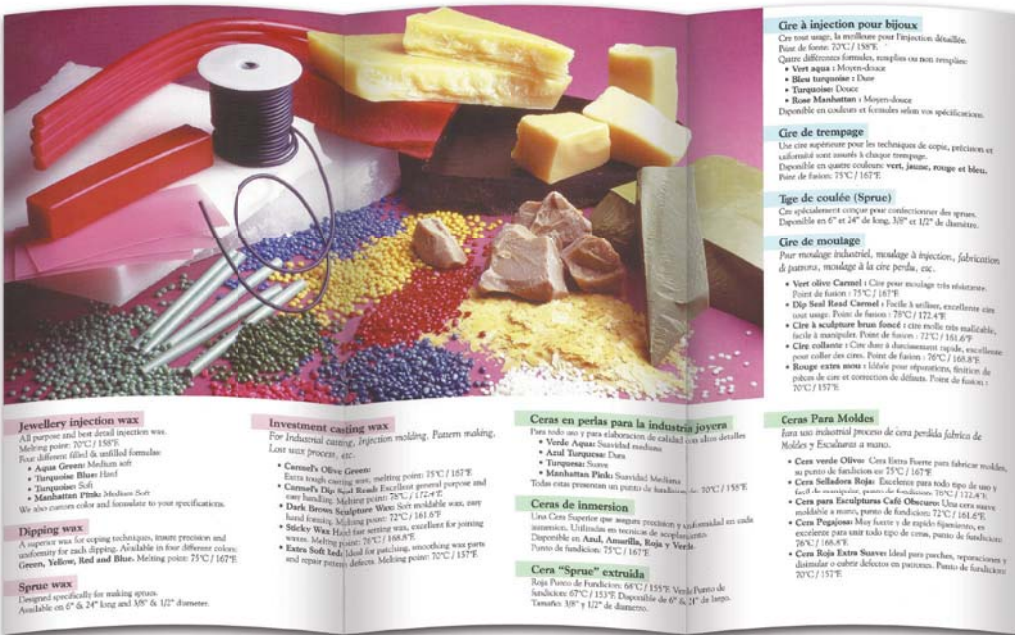 Cire à injection pour bijoux
Cire tout usage, la meilleure pour l'injection détaillée.
Point de fonte: 70°C / 158°F.
Quatre différentes formules, remplies ou non remplies:
• Vert aqua : Moyen-douce
• Bleu turquoise : Dure
• Turquoise: Douce
• Rose Manhattan : Moyen-douce
Disponible en couleurs et formules selon vos spécifications.
Cire de trempage
Une cire supérieure pour les techniques de copie, précision et
uniformité sont assurés à chaque trempage.
Disponible en quatre couleurs: vert, jaune, rouge et bleu.
Point de fusion: 75°C / 167°F.
Tige de coulée (Sprue)
Cire spécialement conçue pour confectionner des sprues.
Disponible en 6" et 24" de long, 3/8" et 1/2" de diamètre.
Cire de moulage
Pour moulage industriel, moulage à injection, fabrication
di patrons, moulage à la cire perdu, etc.
• Vert olive Carmel : Cire pour moulage très résistante.
Point de fusion : 75°C / 167°F
• Dip Seal Read Carmel : Facile à utiliser, excellente cire
tout usage. Point de fusion : 78°C / 172.4°F
• Cire à sculpture brun foncé : cire molle très malléable,
facile à manipuler. Point de fusion : 72°C / 161.6°F
• Cire collante : Cire dure à durcissement rapide, excellente
pour coller des cires. Point de fusion : 76°C / 168.8°F
• Rouge extra mou : Idéale pour réparations, finition de
pièces de cire et correction de défauts. Point de fusion :
70°C / 157°F
Jewellery injection wax
All purpose and best detail injection wax.
Melting point: 70°C / 158°F.
Four different filled & unfilled formulas:
• Aqua Green: Medium soft
• Turquoise Blue: Hard
• Turquoise: Soft
• Manhattan Pink: Medium Soft
We also custom color and formulate to your specifications.
Dipping wax
A superior wax for coping techniques, insure precision and
uniformity for each dipping. Available in four different colors:
Green, Yellow, Red and Blue. Melting point: 75°C / 167°F.
Sprue wax
Designed specifically for making sprues.
Available on 6" & 24" long and 3/8" & 1/2" diameter.
Investment casting wax
For Industrial casting, Injection molding, Pattern making,
Lost wax process, etc.
• Carmel's Olive Green:
Extra tough casting wax, melting point: 75°C / 167°F
• Carmel's Dip Seal Read: Excellent general purpose and
easy handling. Melting point: 78°C / 172.4°F
• Dark Brown Sculpture Wax: Soft moldable wax, easy
hand forming. Melting point: 72°C / 161.6°F
• Sticky Wax Hard fast setting wax, excellent for joining
waxes. Melting point: 76°C / 168.8°F
• Extra Soft Led: Ideal for patching, smoothing wax parts
and repair pattern defects. Melting point: 70°C / 157°F
Ceras en perlas para la industria joyera
Para todo uso y para elaboracion de calidad con altos detalles
• Verde Aqua: Suavidad mediana
• Azul Turquesa: Dura
• Turquesa: Suave
• Manhattan Pink: Suavidad Mediana
Todas estas presentan un punto de fundicion de: 70°C / 158°F
Ceras de inmersion
Una Cera Superior que asegure precision y uniformidad en cada
inmersion. Utilizadas en tecnicas de acoplamiento.
Disponible en Azul, Amarilla, Roja y Verde.
Punto de fundicion: 75°C / 167°F
Cera "Sprue" extruida
Roja Punto de Fundicion: 68°C / 155°F. Verde Punto de
fundicion: 67°C / 153°F. Disponible de 6" & 24" de largo.
Tamaño 3/8" y 1/2" de diametro.
Ceras Para Moldes
Para uso industrial proceso de cera perdida fabrica de
Moldes y Esculturas a mano.
• Cera verde Olivo: Cera Extra Fuerte para fabricar moldes,
su punto de fundicion es: 75°C / 167°F
• Cera Selladora Roja: Excelente para todo tipo de uso y
facil de manipular, punto de fundicion: 78°C / 172.4°F
• Cera para Esculturas Café Obscuro: Una cera suave
moldable a mano, punto de fundicion: 72°C / 161.6°F.
• Cera Pegajosa: Muy fuerte y de rapido fijamiento, es
excelente para unir todo tipo de ceras, punto de fundicion:
76°C / 168.8°F.
• Cera Roja Extra Suave: Ideal para parches, reparaciones y
disimular o cubrir defectos en patrones. Punto de fundicion:
70°C / 157°F.